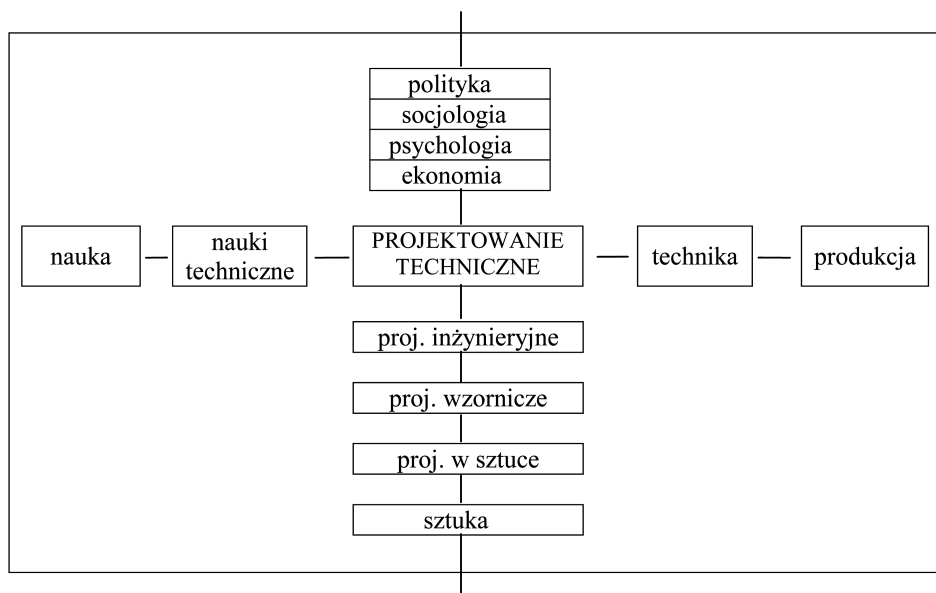 polityka
socjologia
psychologia
ekonomia
nauka
nauki
techniczne
PROJEKTOWANIE
TECHNICZNE
technika
produkcja
proj. inżynieryjne
proj. wzornicze
proj. w sztuce
sztuka